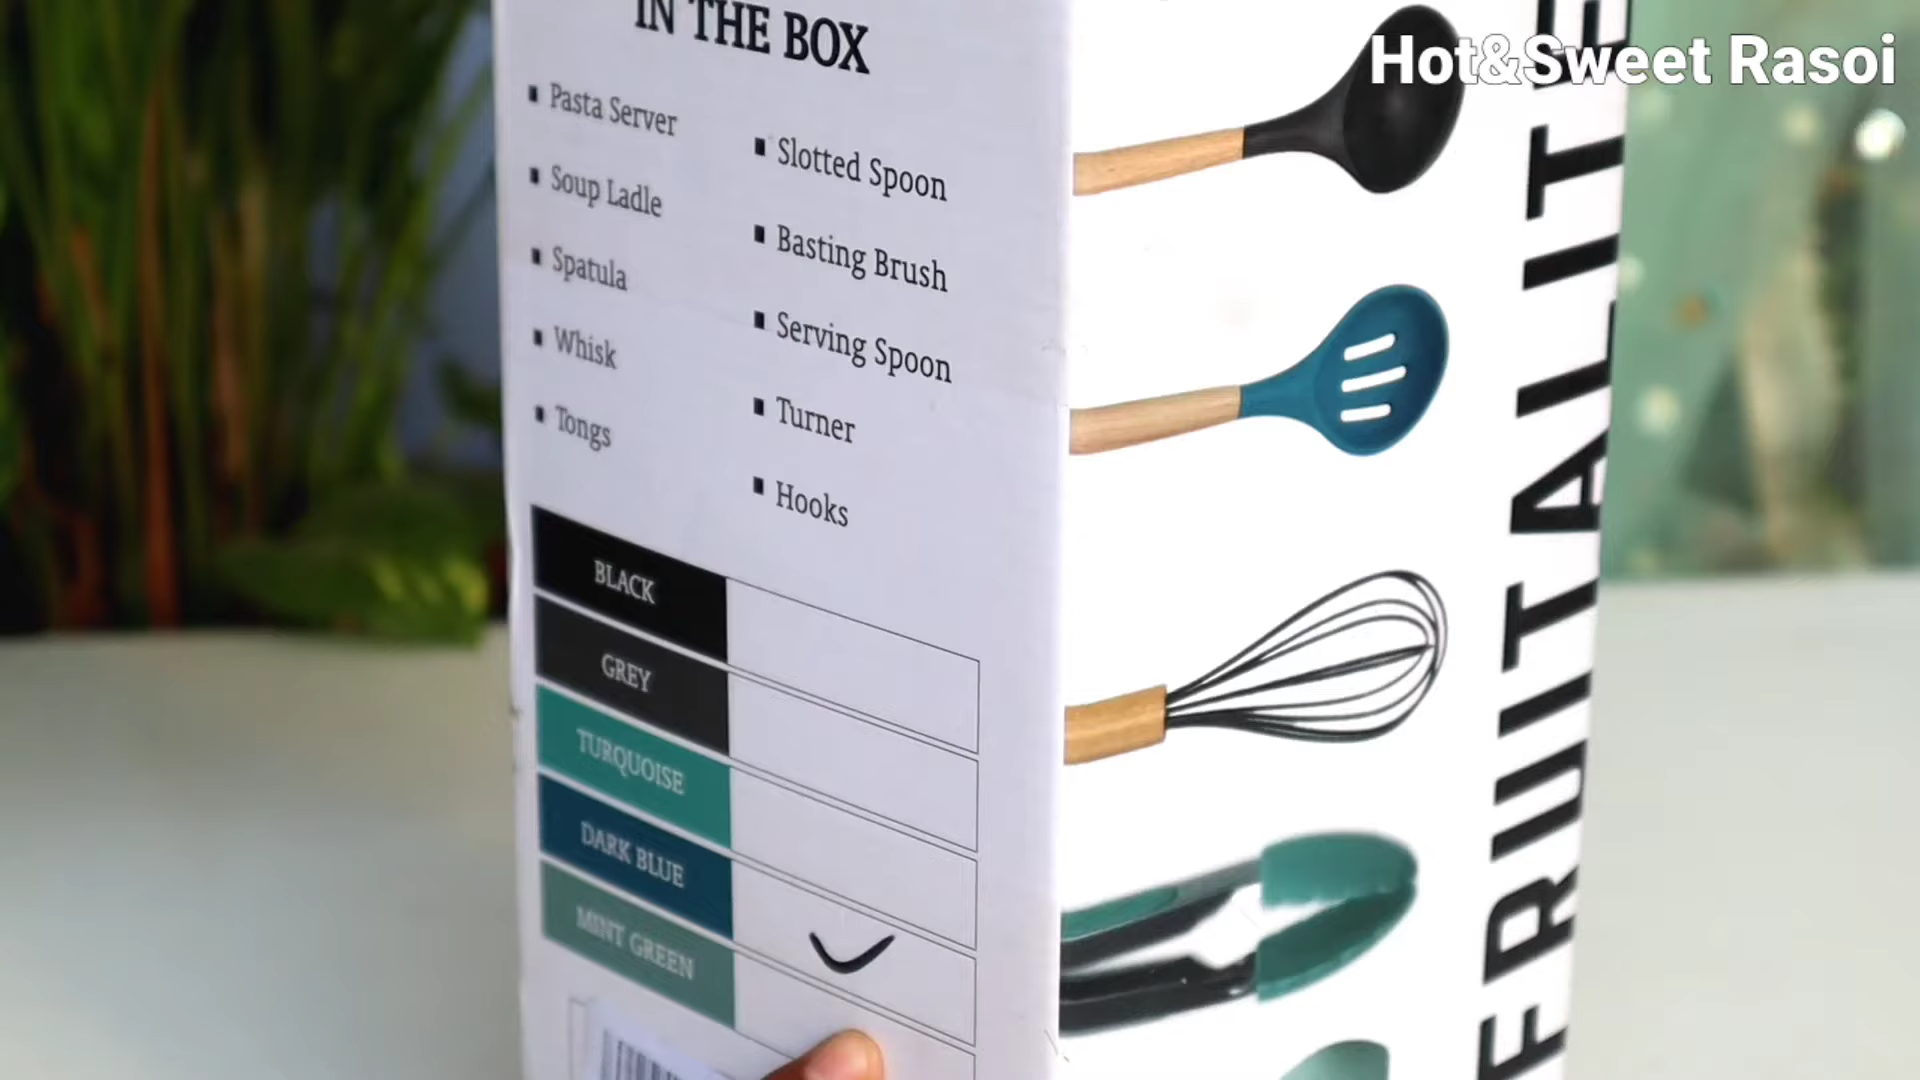 Hot&Sweet Rasoi
IN THE BOX
▪ Pasta Server
▪ Soup Ladle
▪ Spatula
▪ Whisk
▪ Tongs
▪ Slotted Spoon
▪ Basting Brush
▪ Serving Spoon
▪ Turner
▪ Hooks
BLACK
GREY
TURQUOISE
DARK BLUE
MINT GREEN
FRUITALITE